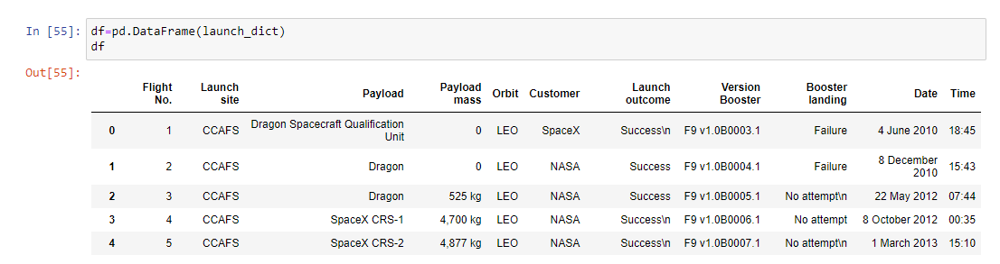 In [55]: df=pd.DataFrame(launch_dict)
df
Out[55]:
Flight No. Launch site Payload Payload mass Orbit Customer Launch outcome Version Booster Booster landing Date Time
0 1 CCAFS Dragon Spacecraft Qualification Unit 0 LEO SpaceX Success\n F9 v1.0B0003.1 Failure 4 June 2010 18:45
1 2 CCAFS Dragon 0 LEO NASA Success F9 v1.0B0004.1 Failure 8 December 2010 15:43
2 3 CCAFS Dragon 525 kg LEO NASA Success F9 v1.0B0005.1 No attempt\n 22 May 2012 07:44
3 4 CCAFS SpaceX CRS-1 4,700 kg LEO NASA Success\n F9 v1.0B0006.1 No attempt 8 October 2012 00:35
4 5 CCAFS SpaceX CRS-2 4,877 kg LEO NASA Success\n F9 v1.0B0007.1 No attempt\n 1 March 2013 15:10